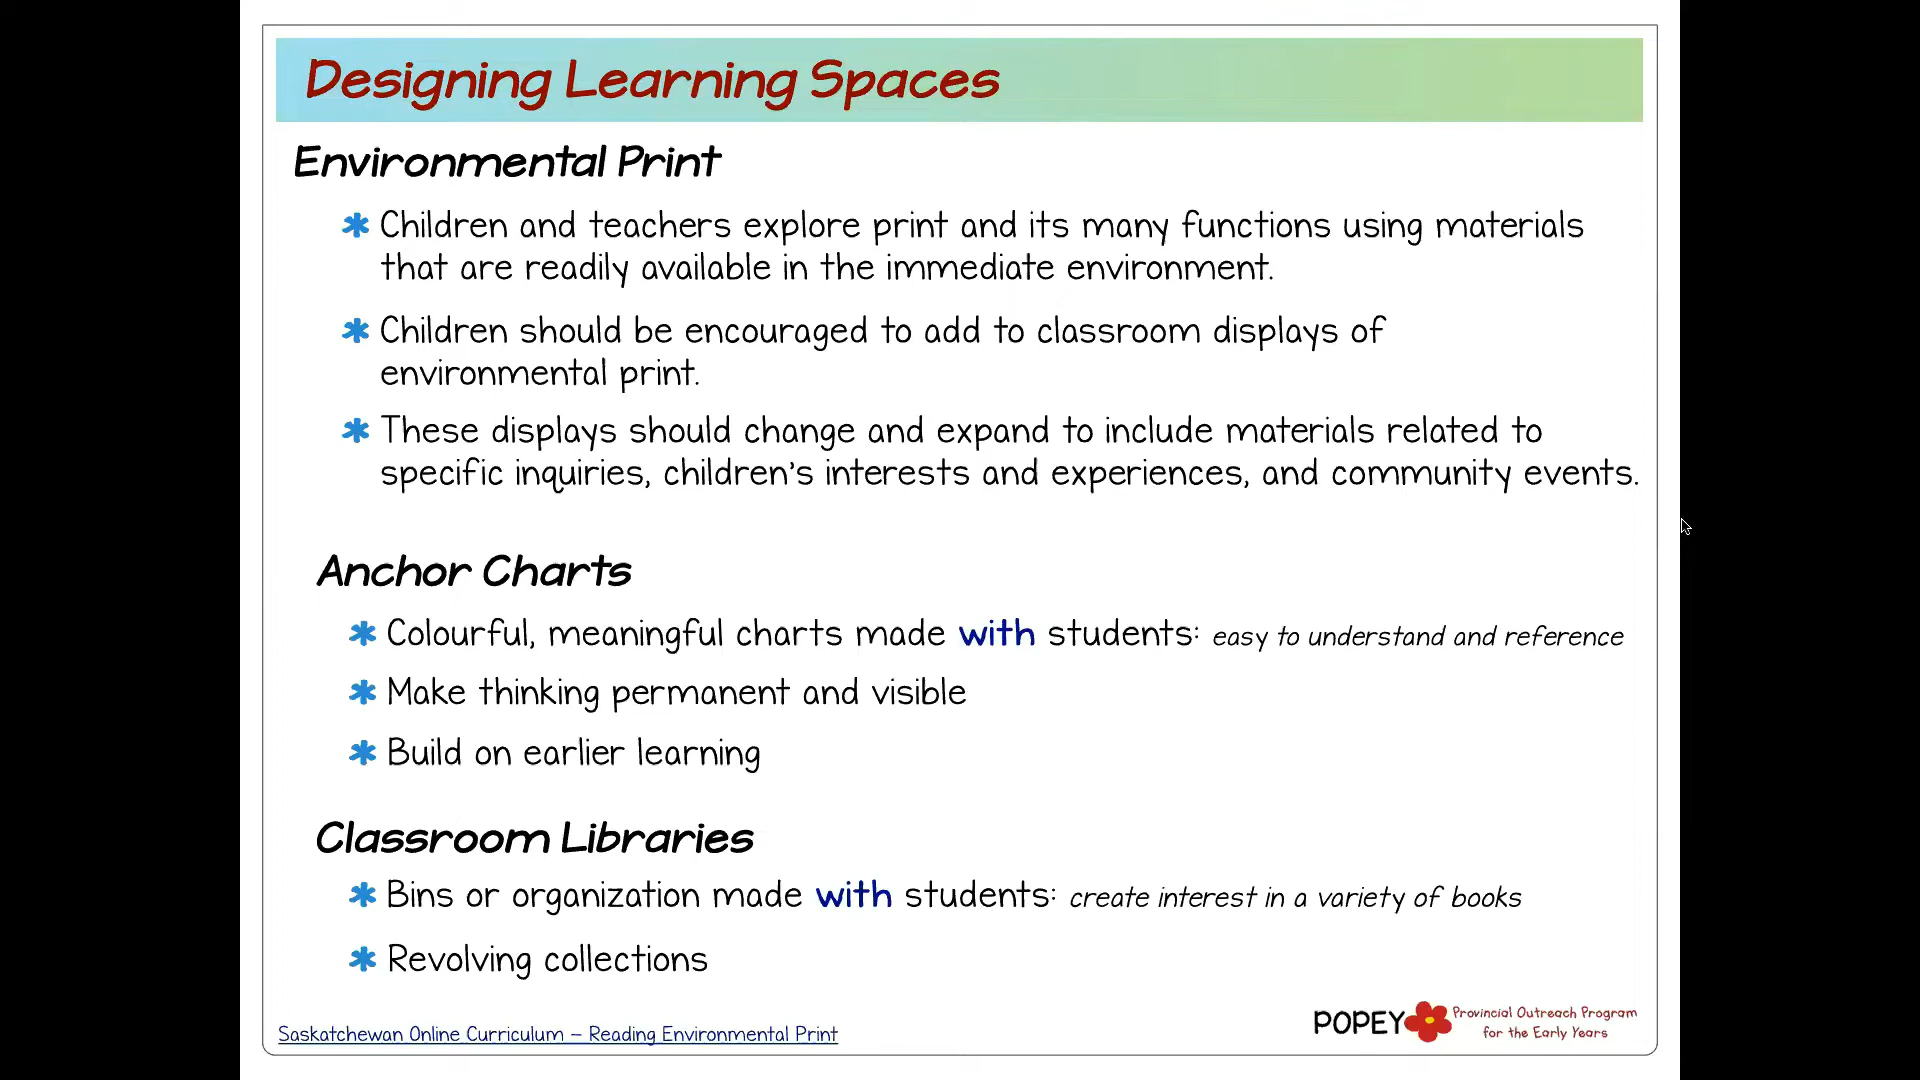 Designing Learning Spaces
Environmental Print
* Children and teachers explore print and its many functions using materials
that are readily available in the immediate environment.
* Children should be encouraged to add to classroom displays of
environmental print.
* These displays should change and expand to include materials related to
specific inquiries, children's interests and experiences, and community events.
Anchor Charts
* Colourful, meaningful charts made with students: easy to understand and reference
* Make thinking permanent and visible
* Build on earlier learning
Classroom Libraries
* Bins or organization made with students: create interest in a variety of books
* Revolving collections
Saskatchewan Online Curriculum – Reading Environmental Print
POPEY Provincial Outreach Program
for the Early Years